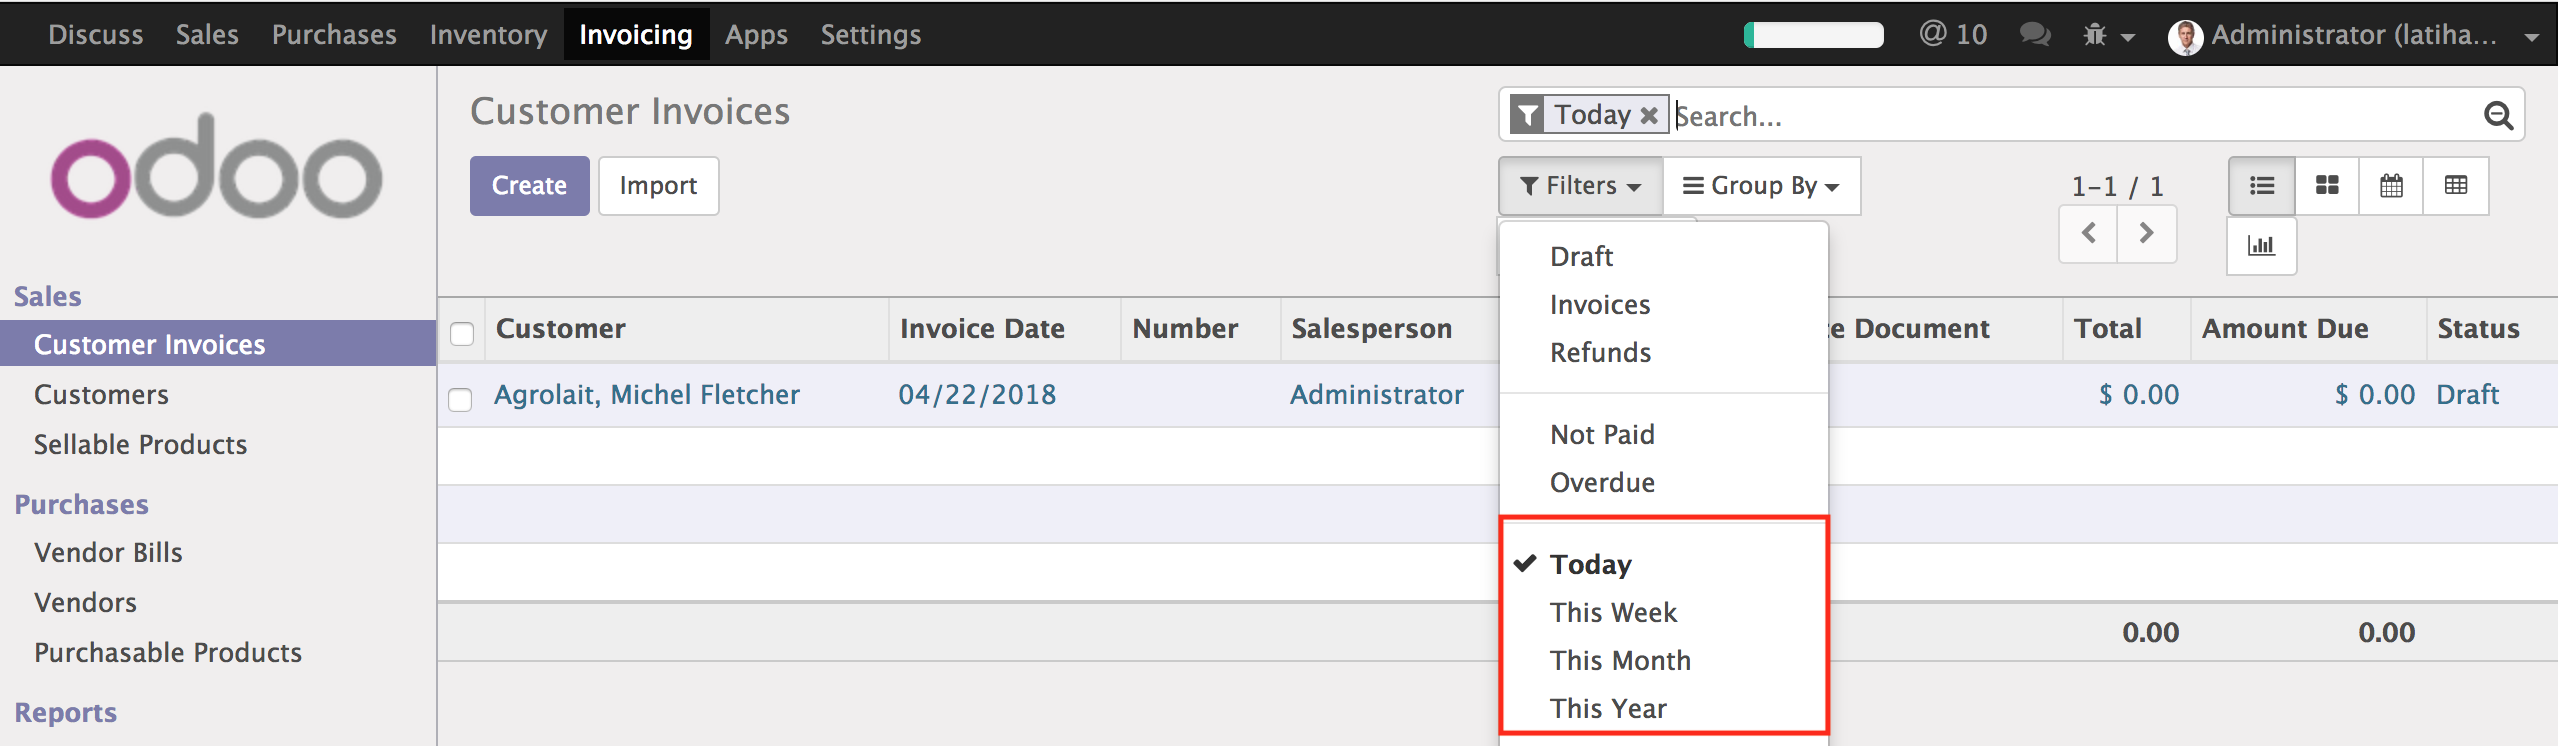 Discuss Sales Purchases Inventory Invoicing Apps Settings @ 10 Administrator (latiha...
odoo
Customer Invoices
Today Search...
Create Import
Filters Group By
1-1 / 1
Sales
Customer Invoices
Customers
Sellable Products
Purchases
Vendor Bills
Vendors
Purchasable Products
Reports
Draft
Invoices
Refunds
Not Paid
Overdue
Today
This Week
This Month
This Year
Customer Invoice Date Number Salesperson Document Total Amount Due Status
Agrolait, Michel Fletcher 04/22/2018 Administrator $ 0.00 $ 0.00 Draft
0.00 0.00